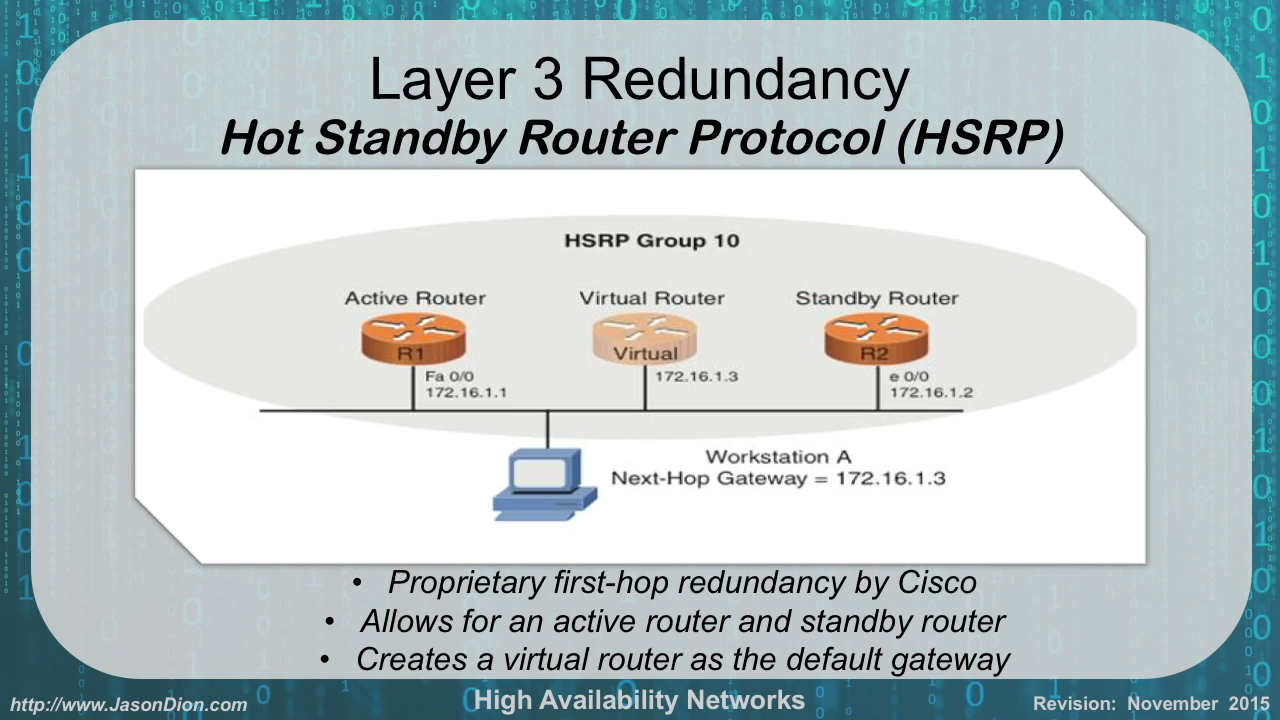 Layer 3 Redundancy
Hot Standby Router Protocol (HSRP)
HSRP Group 10
Active Router
Virtual Router
Standby Router
R1
Virtual
R2
Fa 0/0
172.16.1.1
172.16.1.3
e 0/0
172.16.1.2
Workstation A
Next-Hop Gateway = 172.16.1.3
• Proprietary first-hop redundancy by Cisco
• Allows for an active router and standby router
• Creates a virtual router as the default gateway
http://www.JasonDion.com
High Availability Networks
Revision: November 2015